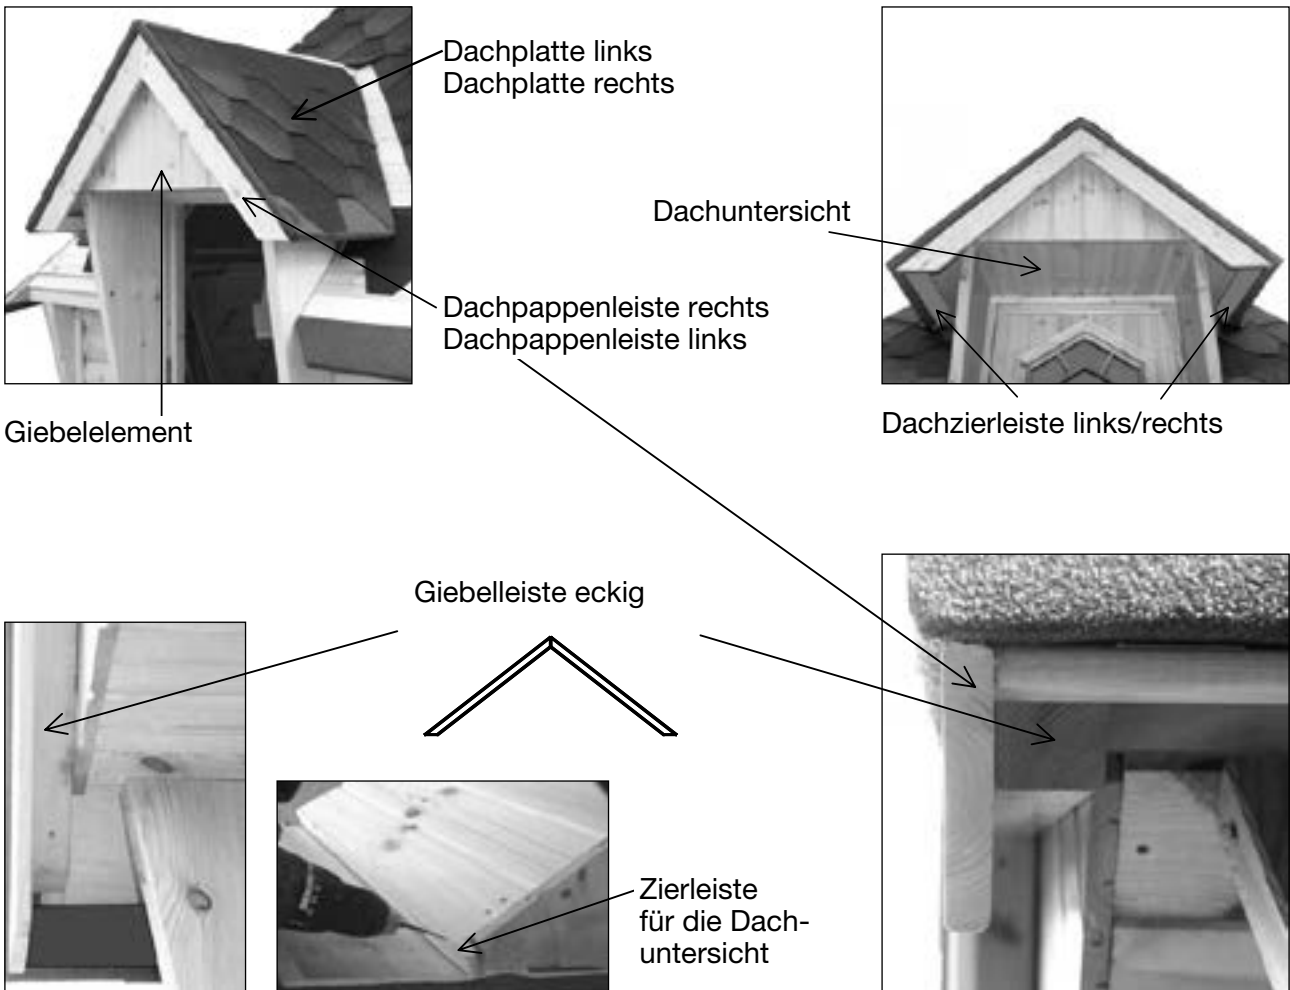 Dachplatte links
Dachplatte rechts
Dachuntersicht
Dachpappenleiste rechts
Dachpappenleiste links
Giebelelement
Dachzierleiste links/rechts
Giebelleiste eckig
Zierleiste
für die Dach-
untersicht